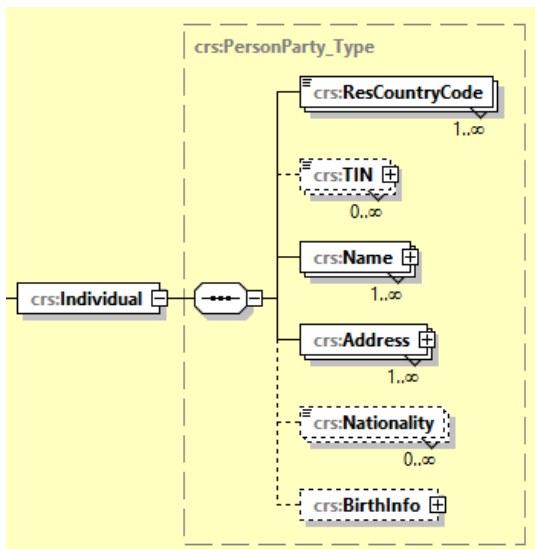 crs:PersonParty_Type
crs:ResCountryCode
1..∞
crs:TIN
0..∞
crs:Name
1..∞
crs:Individual
crs:Address
1..∞
crs:Nationality
0..∞
crs:BirthInfo